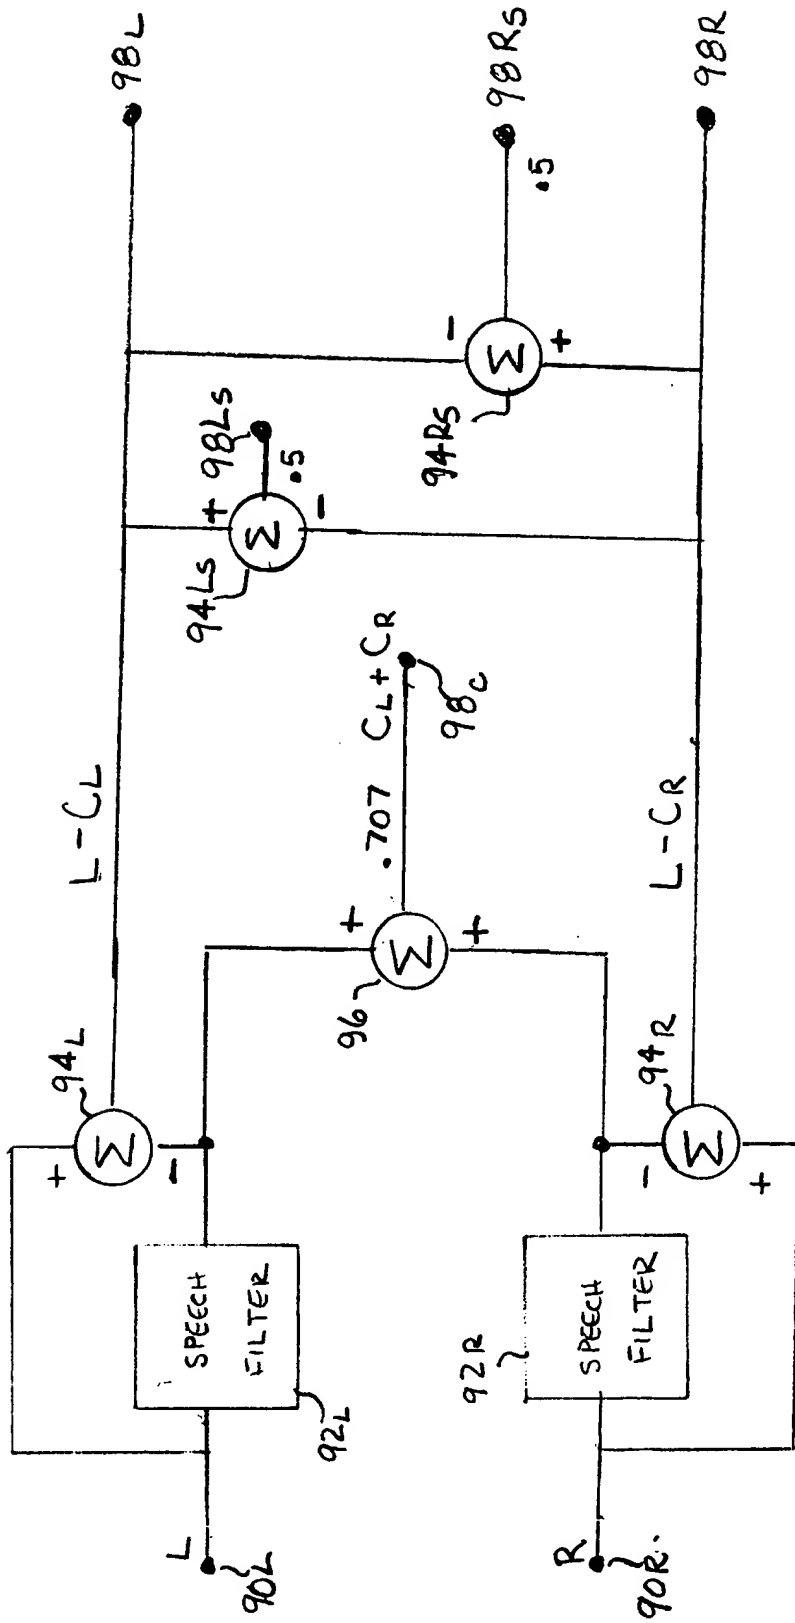 L
90L
SPEECH
FILTER
92L
+
94L
Σ
-
L-CL
98L
+
98Ls
94Ls
Σ
.5
-
-
94Rs
Σ
98Rs
.5
+
+
96
Σ
.707 CL+CR
98c
+
R
90R
92R
SPEECH
FILTER
-
94R
Σ
+
L-CR
98R